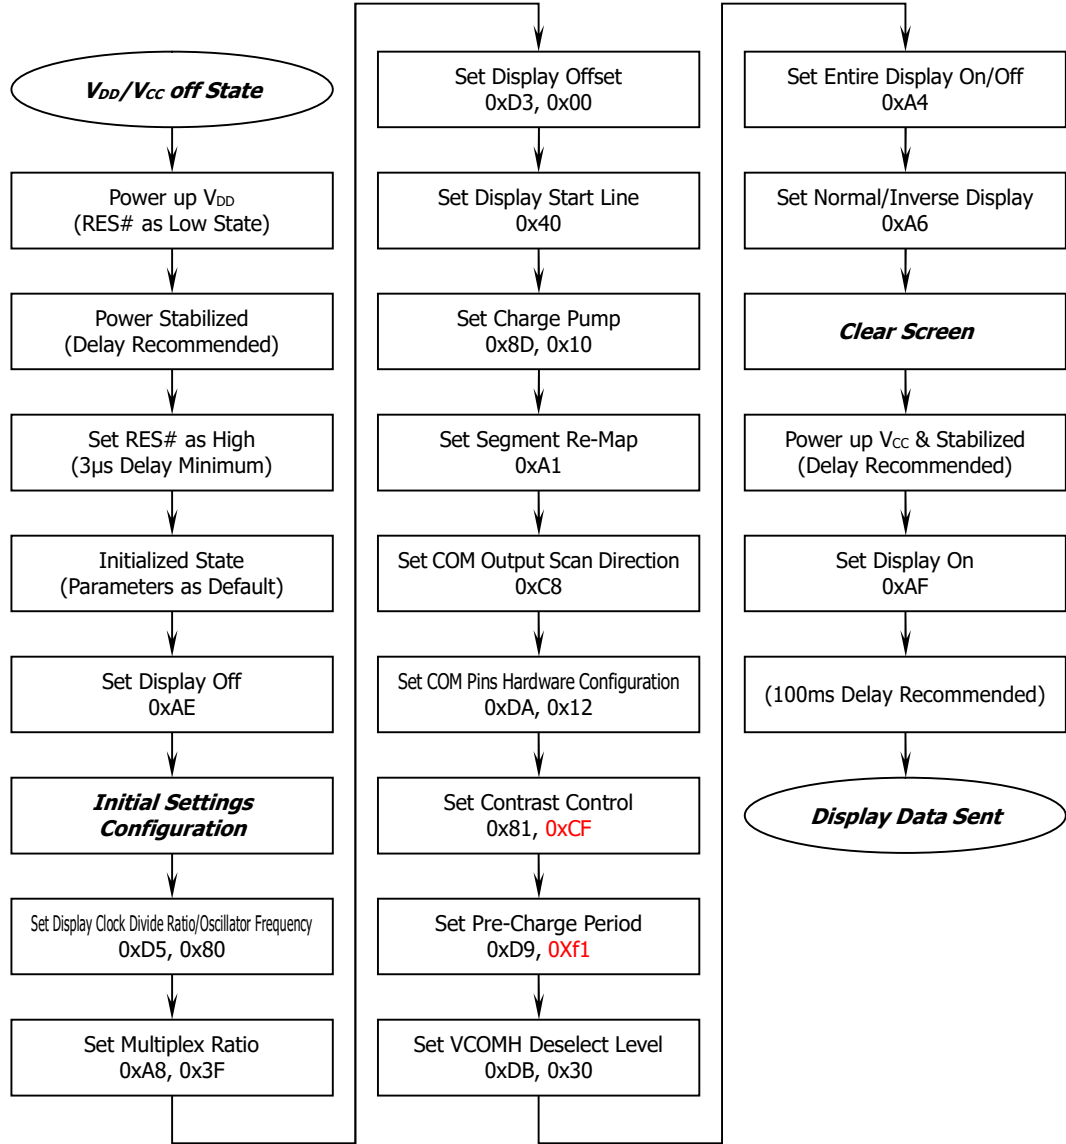 V_DD/V_CC off State
Power up V_DD
(RES# as Low State)
Power Stabilized
(Delay Recommended)
Set RES# as High
(3μs Delay Minimum)
Initialized State
(Parameters as Default)
Set Display Off
0xAE
Initial Settings
Configuration
Set Display Clock Divide Ratio/Oscillator Frequency
0xD5, 0x80
Set Multiplex Ratio
0xA8, 0x3F
Set Display Offset
0xD3, 0x00
Set Display Start Line
0x40
Set Charge Pump
0x8D, 0x10
Set Segment Re-Map
0xA1
Set COM Output Scan Direction
0xC8
Set COM Pins Hardware Configuration
0xDA, 0x12
Set Contrast Control
0x81, 0xCF
Set Pre-Charge Period
0xD9, 0Xf1
Set VCOMH Deselect Level
0xDB, 0x30
Set Entire Display On/Off
0xA4
Set Normal/Inverse Display
0xA6
Clear Screen
Power up V_CC & Stabilized
(Delay Recommended)
Set Display On
0xAF
(100ms Delay Recommended)
Display Data Sent